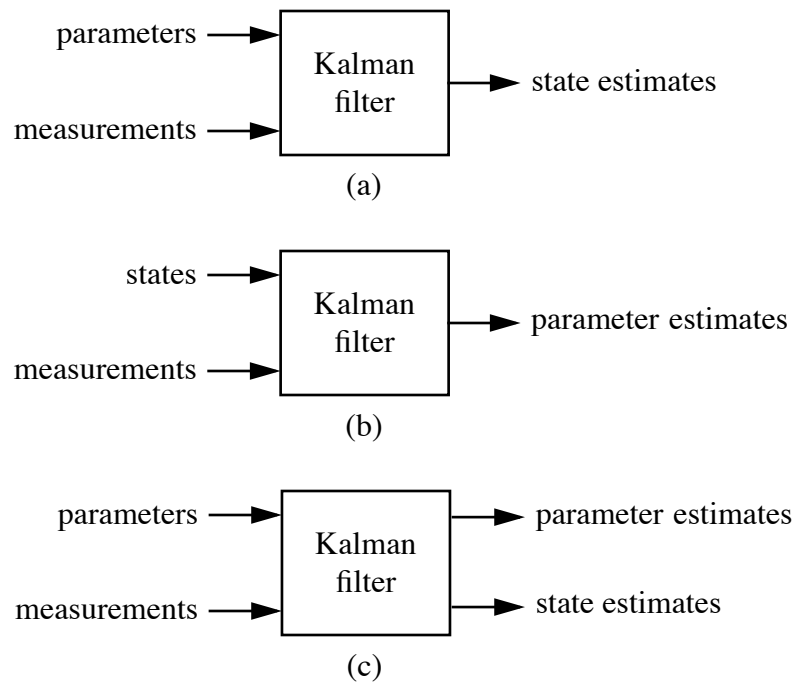 parameters
Kalman
filter
state estimates
measurements
(a)
states
Kalman
filter
parameter estimates
measurements
(b)
parameters
Kalman
filter
parameter estimates
measurements
state estimates
(c)